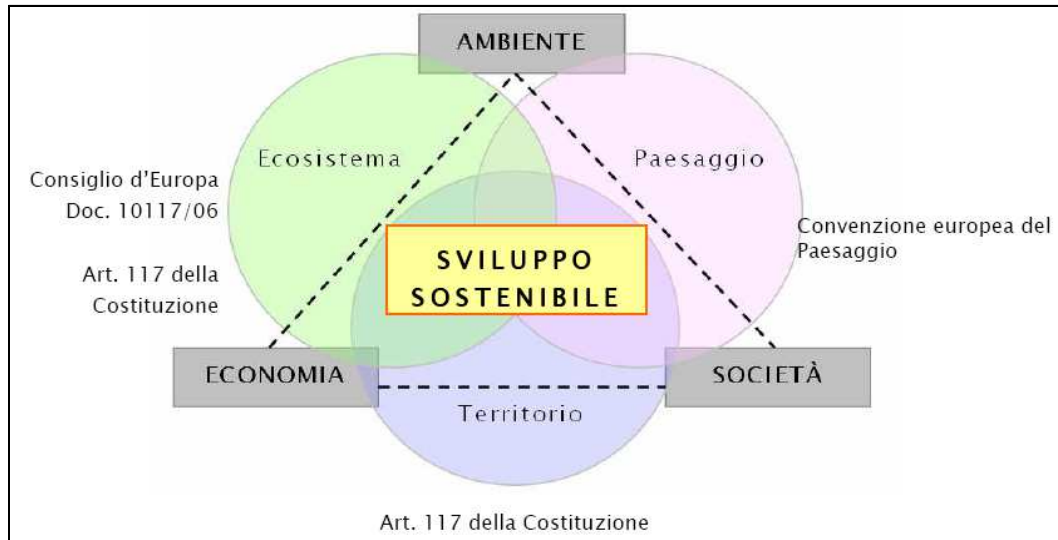 AMBIENTE
Ecosistema
Paesaggio
Consiglio d'Europa
Doc. 10117/06
Convenzione europea del
Paesaggio
SVILUPPO
SOSTENIBILE
Art. 117 della
Costituzione
ECONOMIA
SOCIETÀ
Territorio
Art. 117 della Costituzione